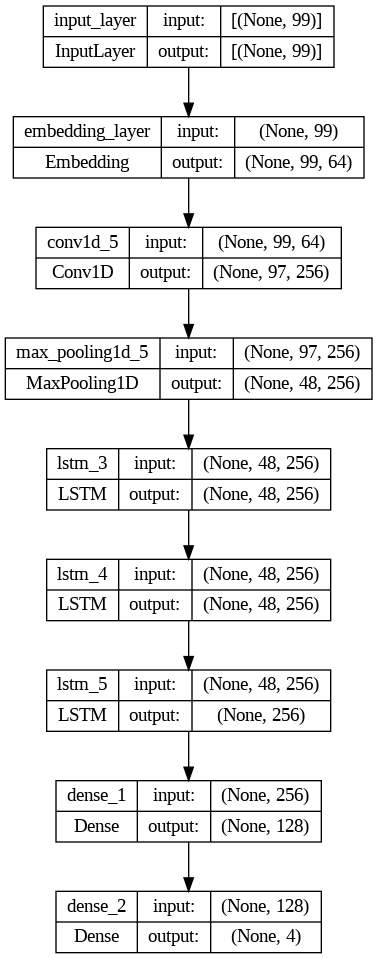 input_layer input: [(None, 99)]
InputLayer output: [(None, 99)]
embedding_layer input: (None, 99)
Embedding output: (None, 99, 64)
conv1d_5 input: (None, 99, 64)
Conv1D output: (None, 97, 256)
max_pooling1d_5 input: (None, 97, 256)
MaxPooling1D output: (None, 48, 256)
lstm_3 input: (None, 48, 256)
LSTM output: (None, 48, 256)
lstm_4 input: (None, 48, 256)
LSTM output: (None, 48, 256)
lstm_5 input: (None, 48, 256)
LSTM output: (None, 256)
dense_1 input: (None, 256)
Dense output: (None, 128)
dense_2 input: (None, 128)
Dense output: (None, 4)